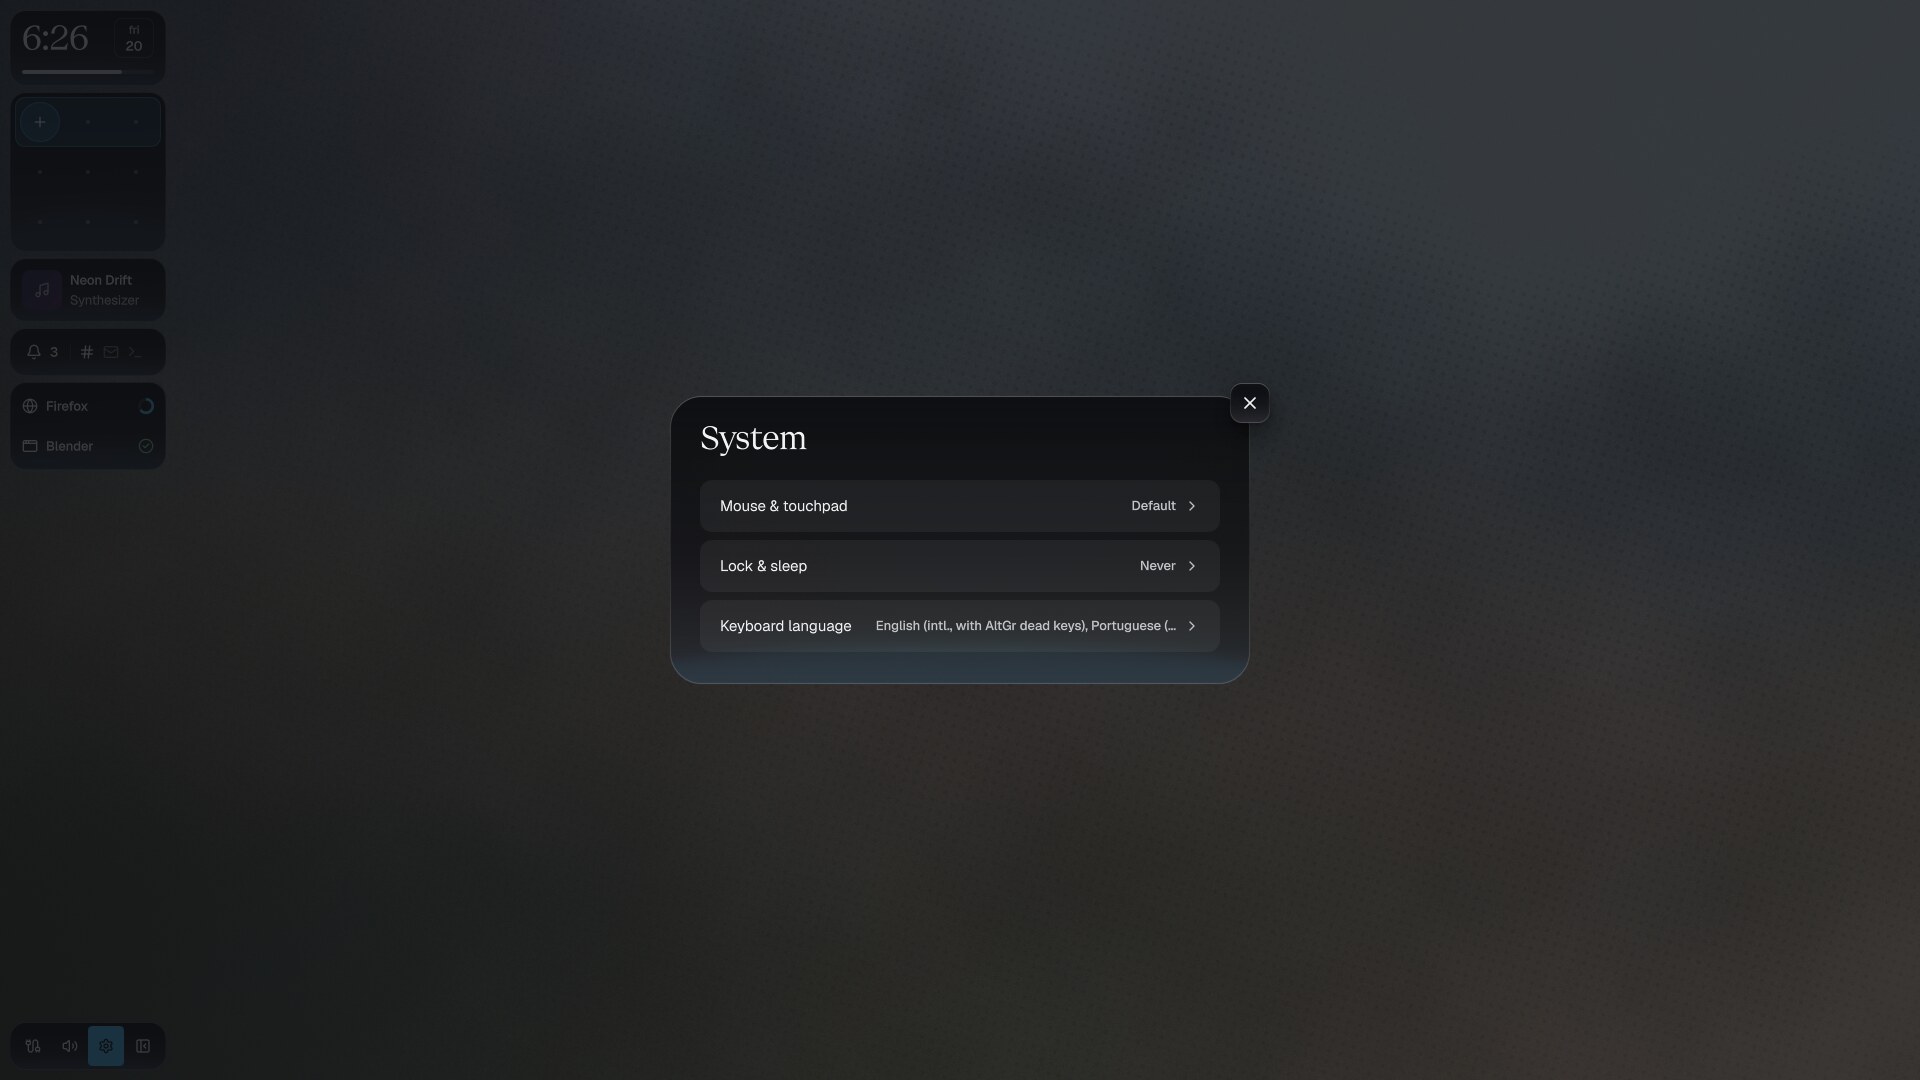 6:26
fri
20
Neon Drift
Synthesizer
3
Firefox
Blender
System
Mouse & touchpad
Default
Lock & sleep
Never
Keyboard language
English (intl., with AltGr dead keys), Portuguese (...